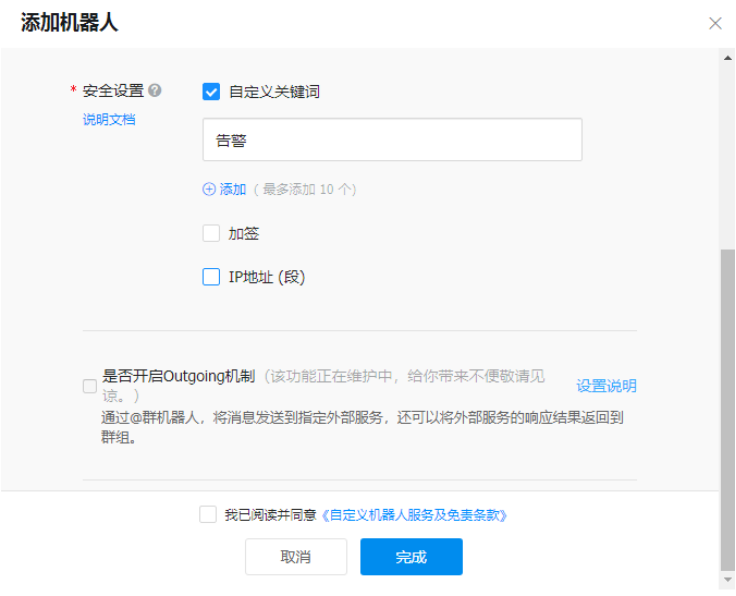 添加机器人
* 安全设置
自定义关键词
说明文档
告警
添加 (最多添加 10 个)
加签
IP地址 (段)
是否开启Outgoing机制（该功能正在维护中，给你带来不便敬请见
谅。）
设置说明
通过@群机器人，将消息发送到指定外部服务，还可以将外部服务的响应结果返回到
群组。
我已阅读并同意《自定义机器人服务及免责条款》
取消
完成